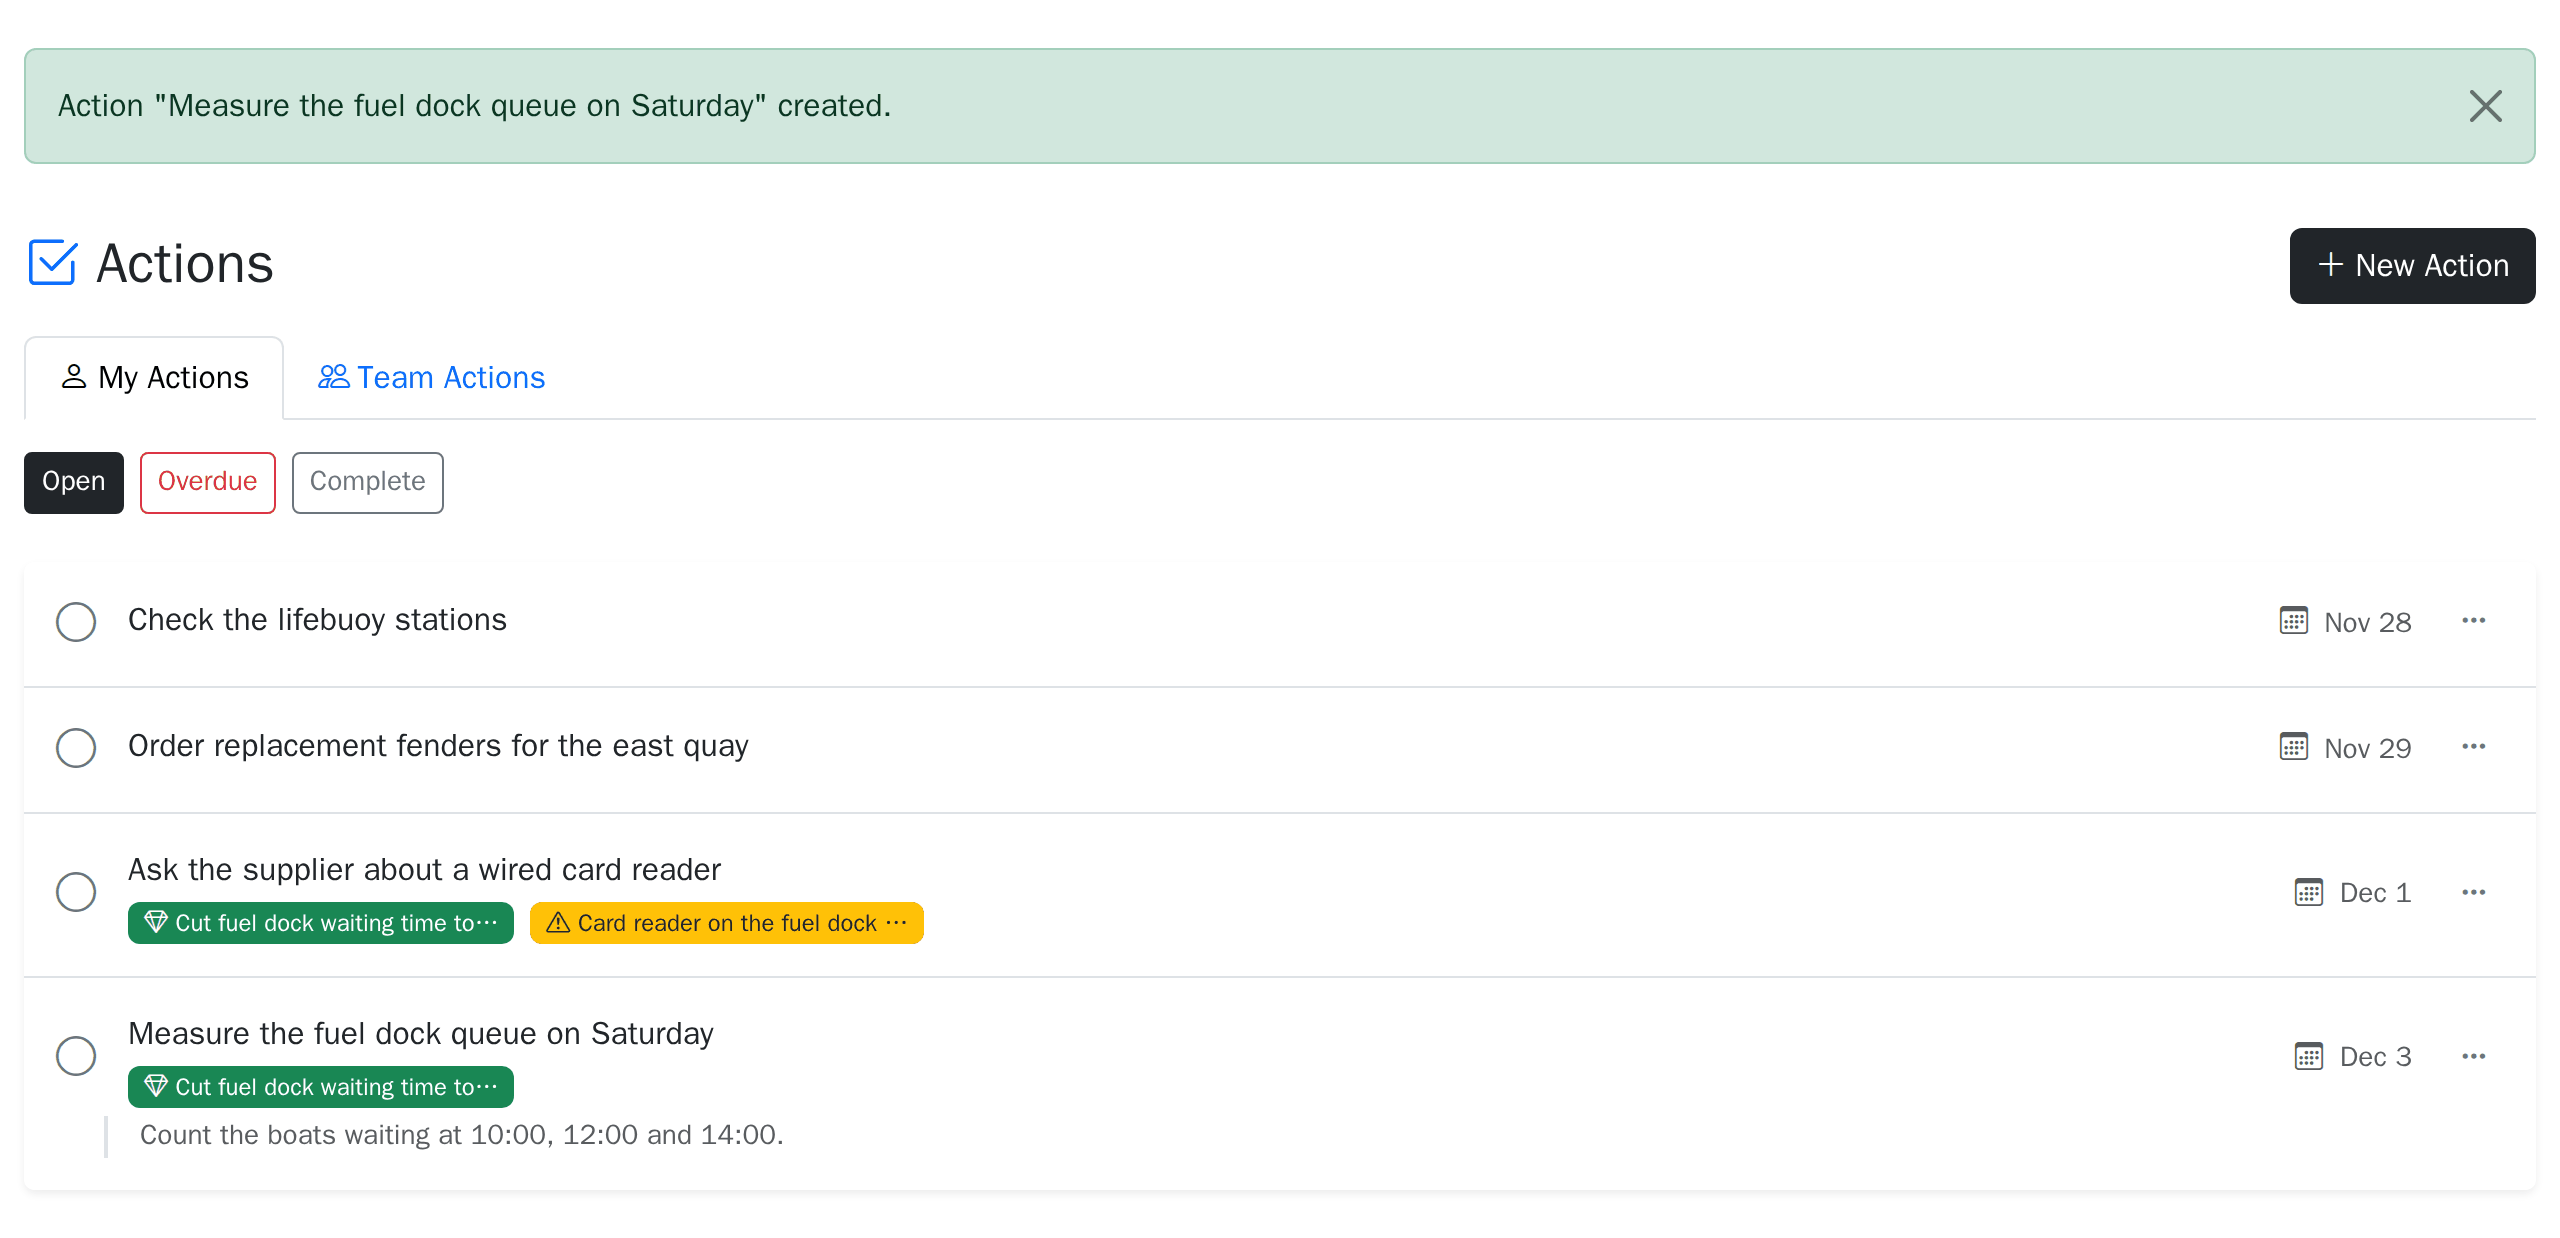 Action "Measure the fuel dock queue on Saturday" created.
Actions
New Action
My Actions
Team Actions
Open
Overdue
Complete
Check the lifebuoy stations
Nov 28
Order replacement fenders for the east quay
Nov 29
Ask the supplier about a wired card reader
Cut fuel dock waiting time to…
Card reader on the fuel dock …
Dec 1
Measure the fuel dock queue on Saturday
Cut fuel dock waiting time to…
Dec 3
Count the boats waiting at 10:00, 12:00 and 14:00.